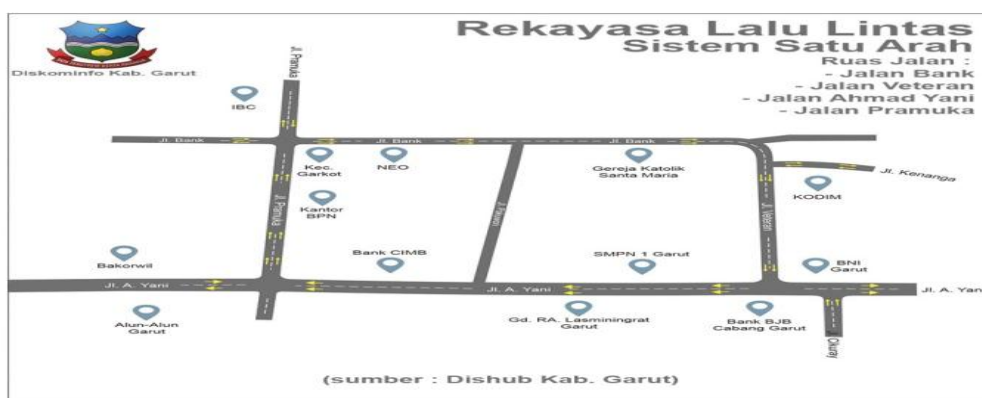 Rekayasa Lalu Lintas
Sistem Satu Arah
Ruas Jalan :
- Jalan Bank
- Jalan Veteran
- Jalan Ahmad Yani
- Jalan Pramuka
Diskominfo Kab. Garut
Jl. Pramuka
IBC
Jl. Bank
Jl. Bank
Jl. Bank
Kec.
Garkot
NEO
Gereja Katolik
Santa Maria
Jl. Kenanga
KODIM
Kantor
BPN
Jl. Pramuka
Jl. Veteran
Bakorwil
Bank CIMB
SMPN 1 Garut
BNI
Garut
Jl. A. Yani
Jl. A. Yani
Jl. A. Yani
Alun-Alun
Garut
Gd. RA. Lasminingrat
Garut
Bank BJB
Cabang Garut
Jl. Cikuray
(sumber : Dishub Kab. Garut)